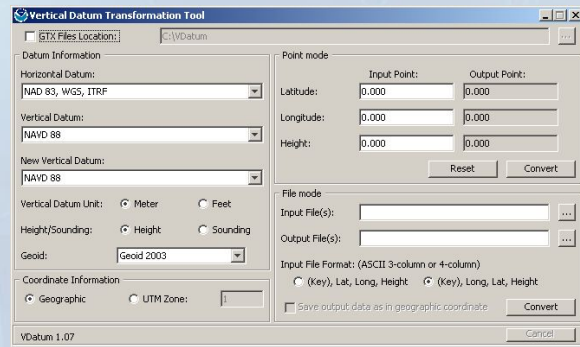 Vertical Datum Transformation Tool
GTX Files Location: C:\VDatum ...
Datum Information
Horizontal Datum:
NAD 83, WGS, ITRF
Vertical Datum:
NAVD 88
New Vertical Datum:
NAVD 88
Vertical Datum Unit: Meter Feet
Height/Sounding: Height Sounding
Geoid: Geoid 2003
Coordinate Information
Geographic UTM Zone: 1
Point mode
Input Point: Output Point:
Latitude: 0.000 0.000
Longitude: 0.000 0.000
Height: 0.000 0.000
Reset Convert
File mode
Input File(s): ...
Output File(s): ...
Input File Format: (ASCII 3-column or 4-column)
(Key), Lat, Long, Height (Key), Long, Lat, Height
Save output data as in geographic coordinate Convert
VDatum 1.07 Cancel